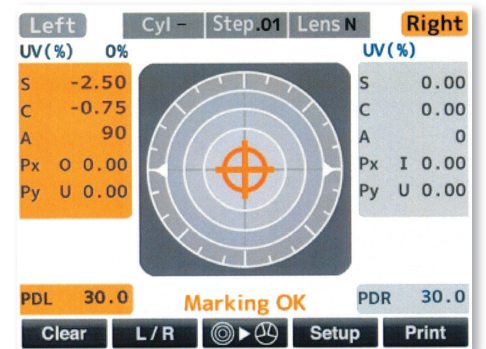 Left Cyl - Step.01 Lens N Right
UV(%) 0% UV(%)
S -2.50 S 0.00
C -0.75 C 0.00
A 90 A 0
Px O 0.00 Px I 0.00
Py U 0.00 Py U 0.00
PDL 30.0 Marking OK PDR 30.0
Clear L/R Setup Print